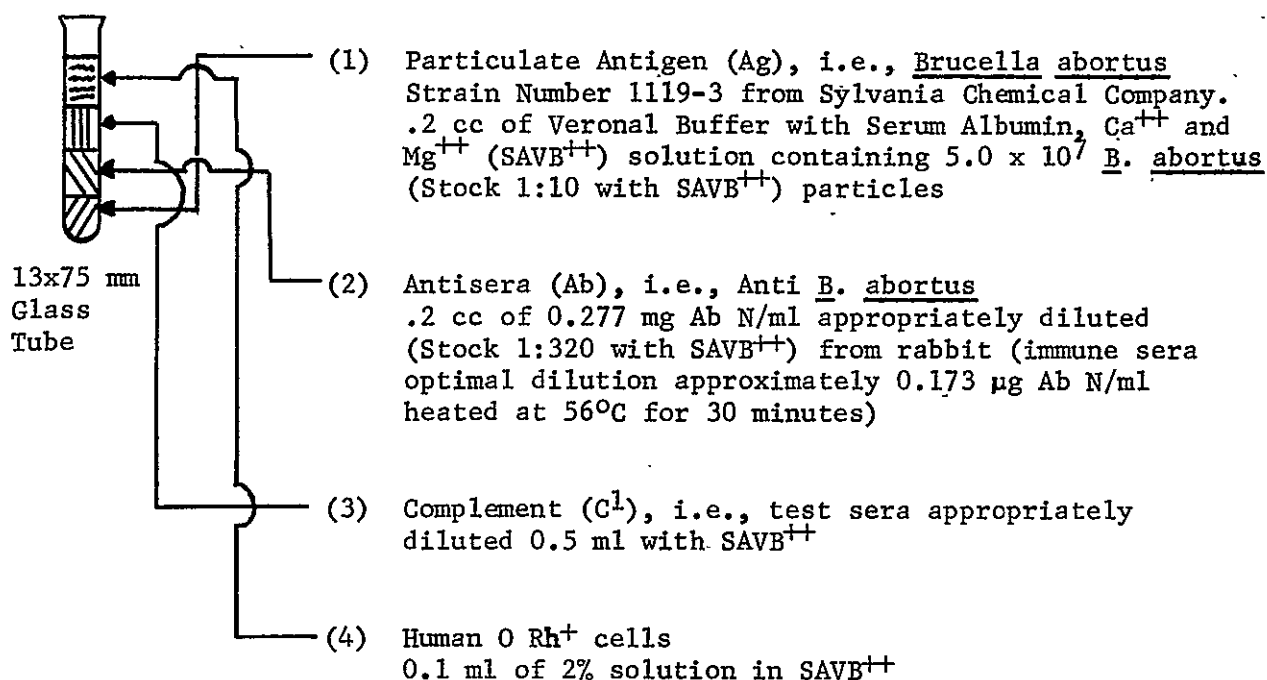 (1) Particulate Antigen (Ag), i.e., Brucella abortus
Strain Number 1119-3 from Sylvania Chemical Company.
.2 cc of Veronal Buffer with Serum Albumin, Ca++ and
Mg++ (SAVB++) solution containing 5.0 x 10^7 B. abortus
(Stock 1:10 with SAVB++) particles
13x75 mm
Glass
Tube
(2) Antisera (Ab), i.e., Anti B. abortus
.2 cc of 0.277 mg Ab N/ml appropriately diluted
(Stock 1:320 with SAVB++) from rabbit (immune sera
optimal dilution approximately 0.173 µg Ab N/ml
heated at 56°C for 30 minutes)
(3) Complement (C1), i.e., test sera appropriately
diluted 0.5 ml with SAVB++
(4) Human O Rh+ cells
0.1 ml of 2% solution in SAVB++